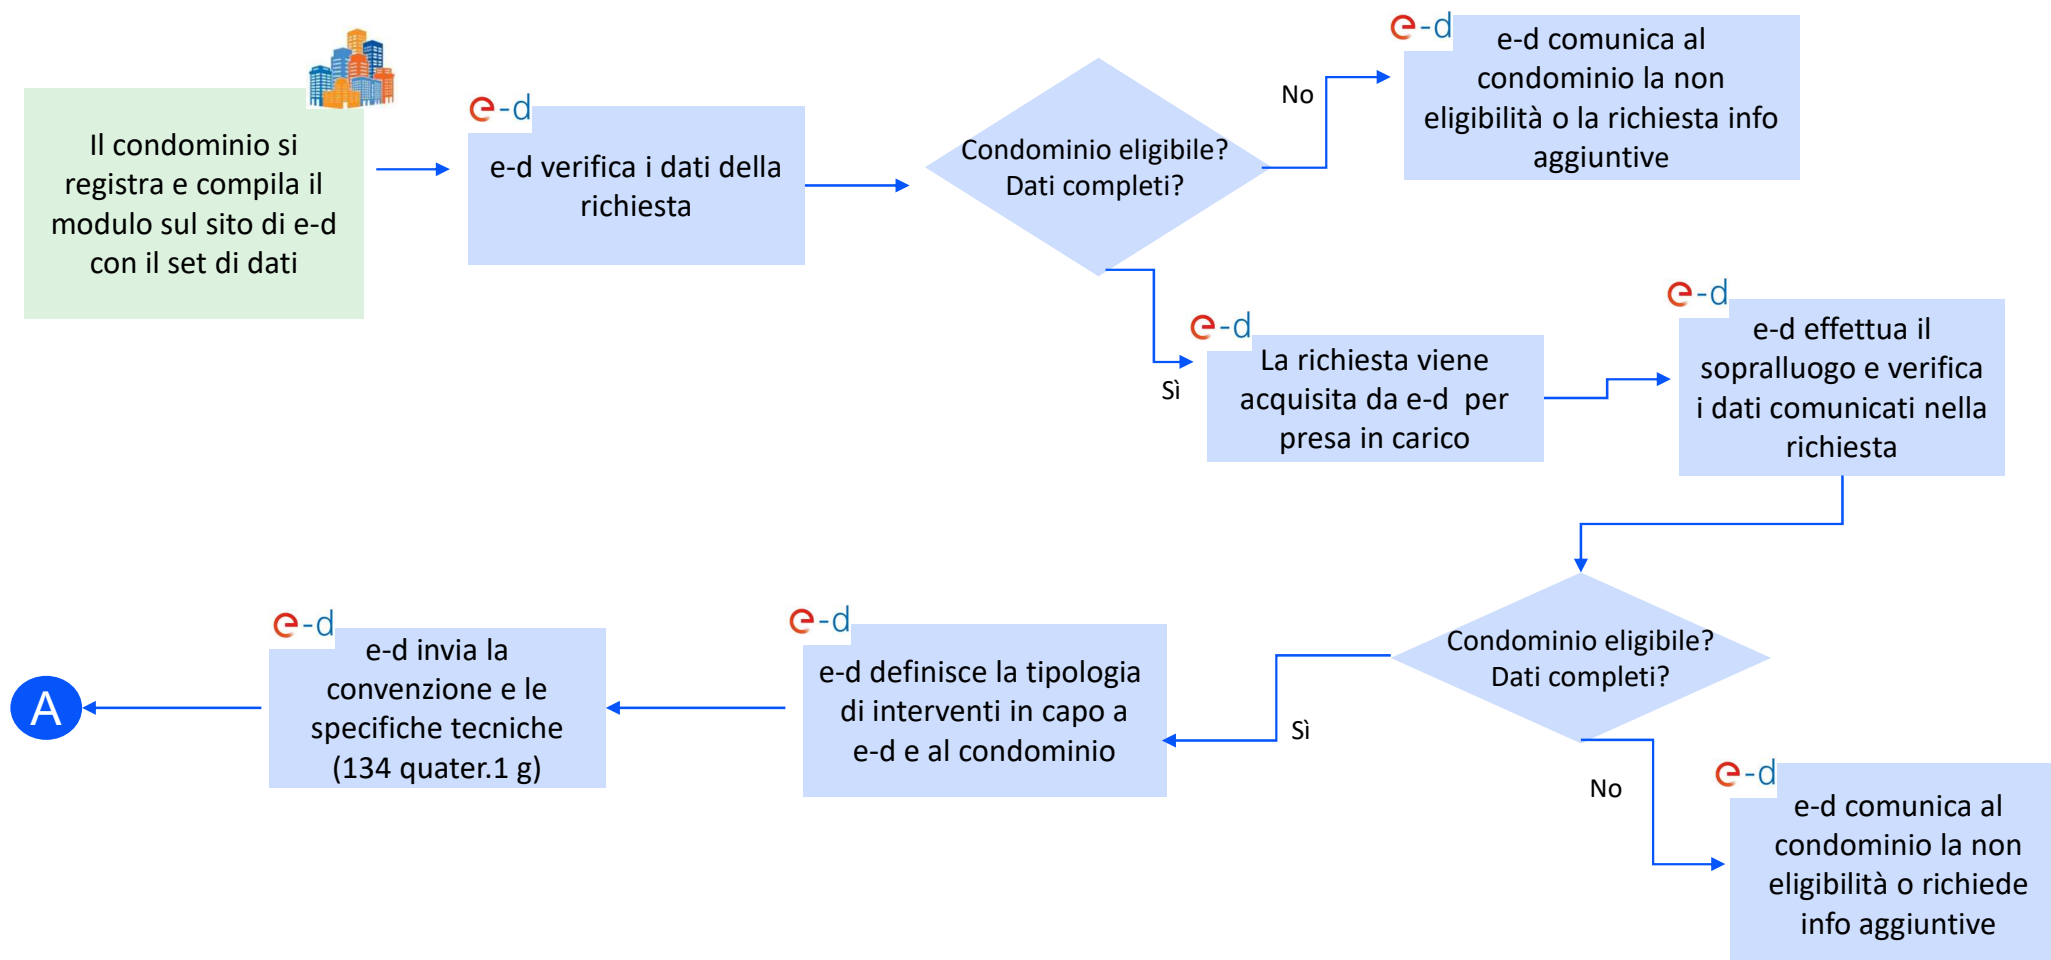 Il condominio si
registra e compila il
modulo sul sito di e-d
con il set di dati
e-d
e-d verifica i dati della
richiesta
Condominio eligibile?
Dati completi?
No
e-d
e-d comunica al
condominio la non
eligibilità o la richiesta info
aggiuntive
Sì
e-d
La richiesta viene
acquisita da e-d  per
presa in carico
e-d
e-d effettua il
sopralluogo e verifica
i dati comunicati nella
richiesta
Condominio eligibile?
Dati completi?
Sì
No
e-d
e-d comunica al
condominio la non
eligibilità o richiede
info aggiuntive
e-d
e-d definisce la tipologia
di interventi in capo a
e-d e al condominio
e-d
e-d invia la
convenzione e le
specifiche tecniche
(134 quater.1 g)
A